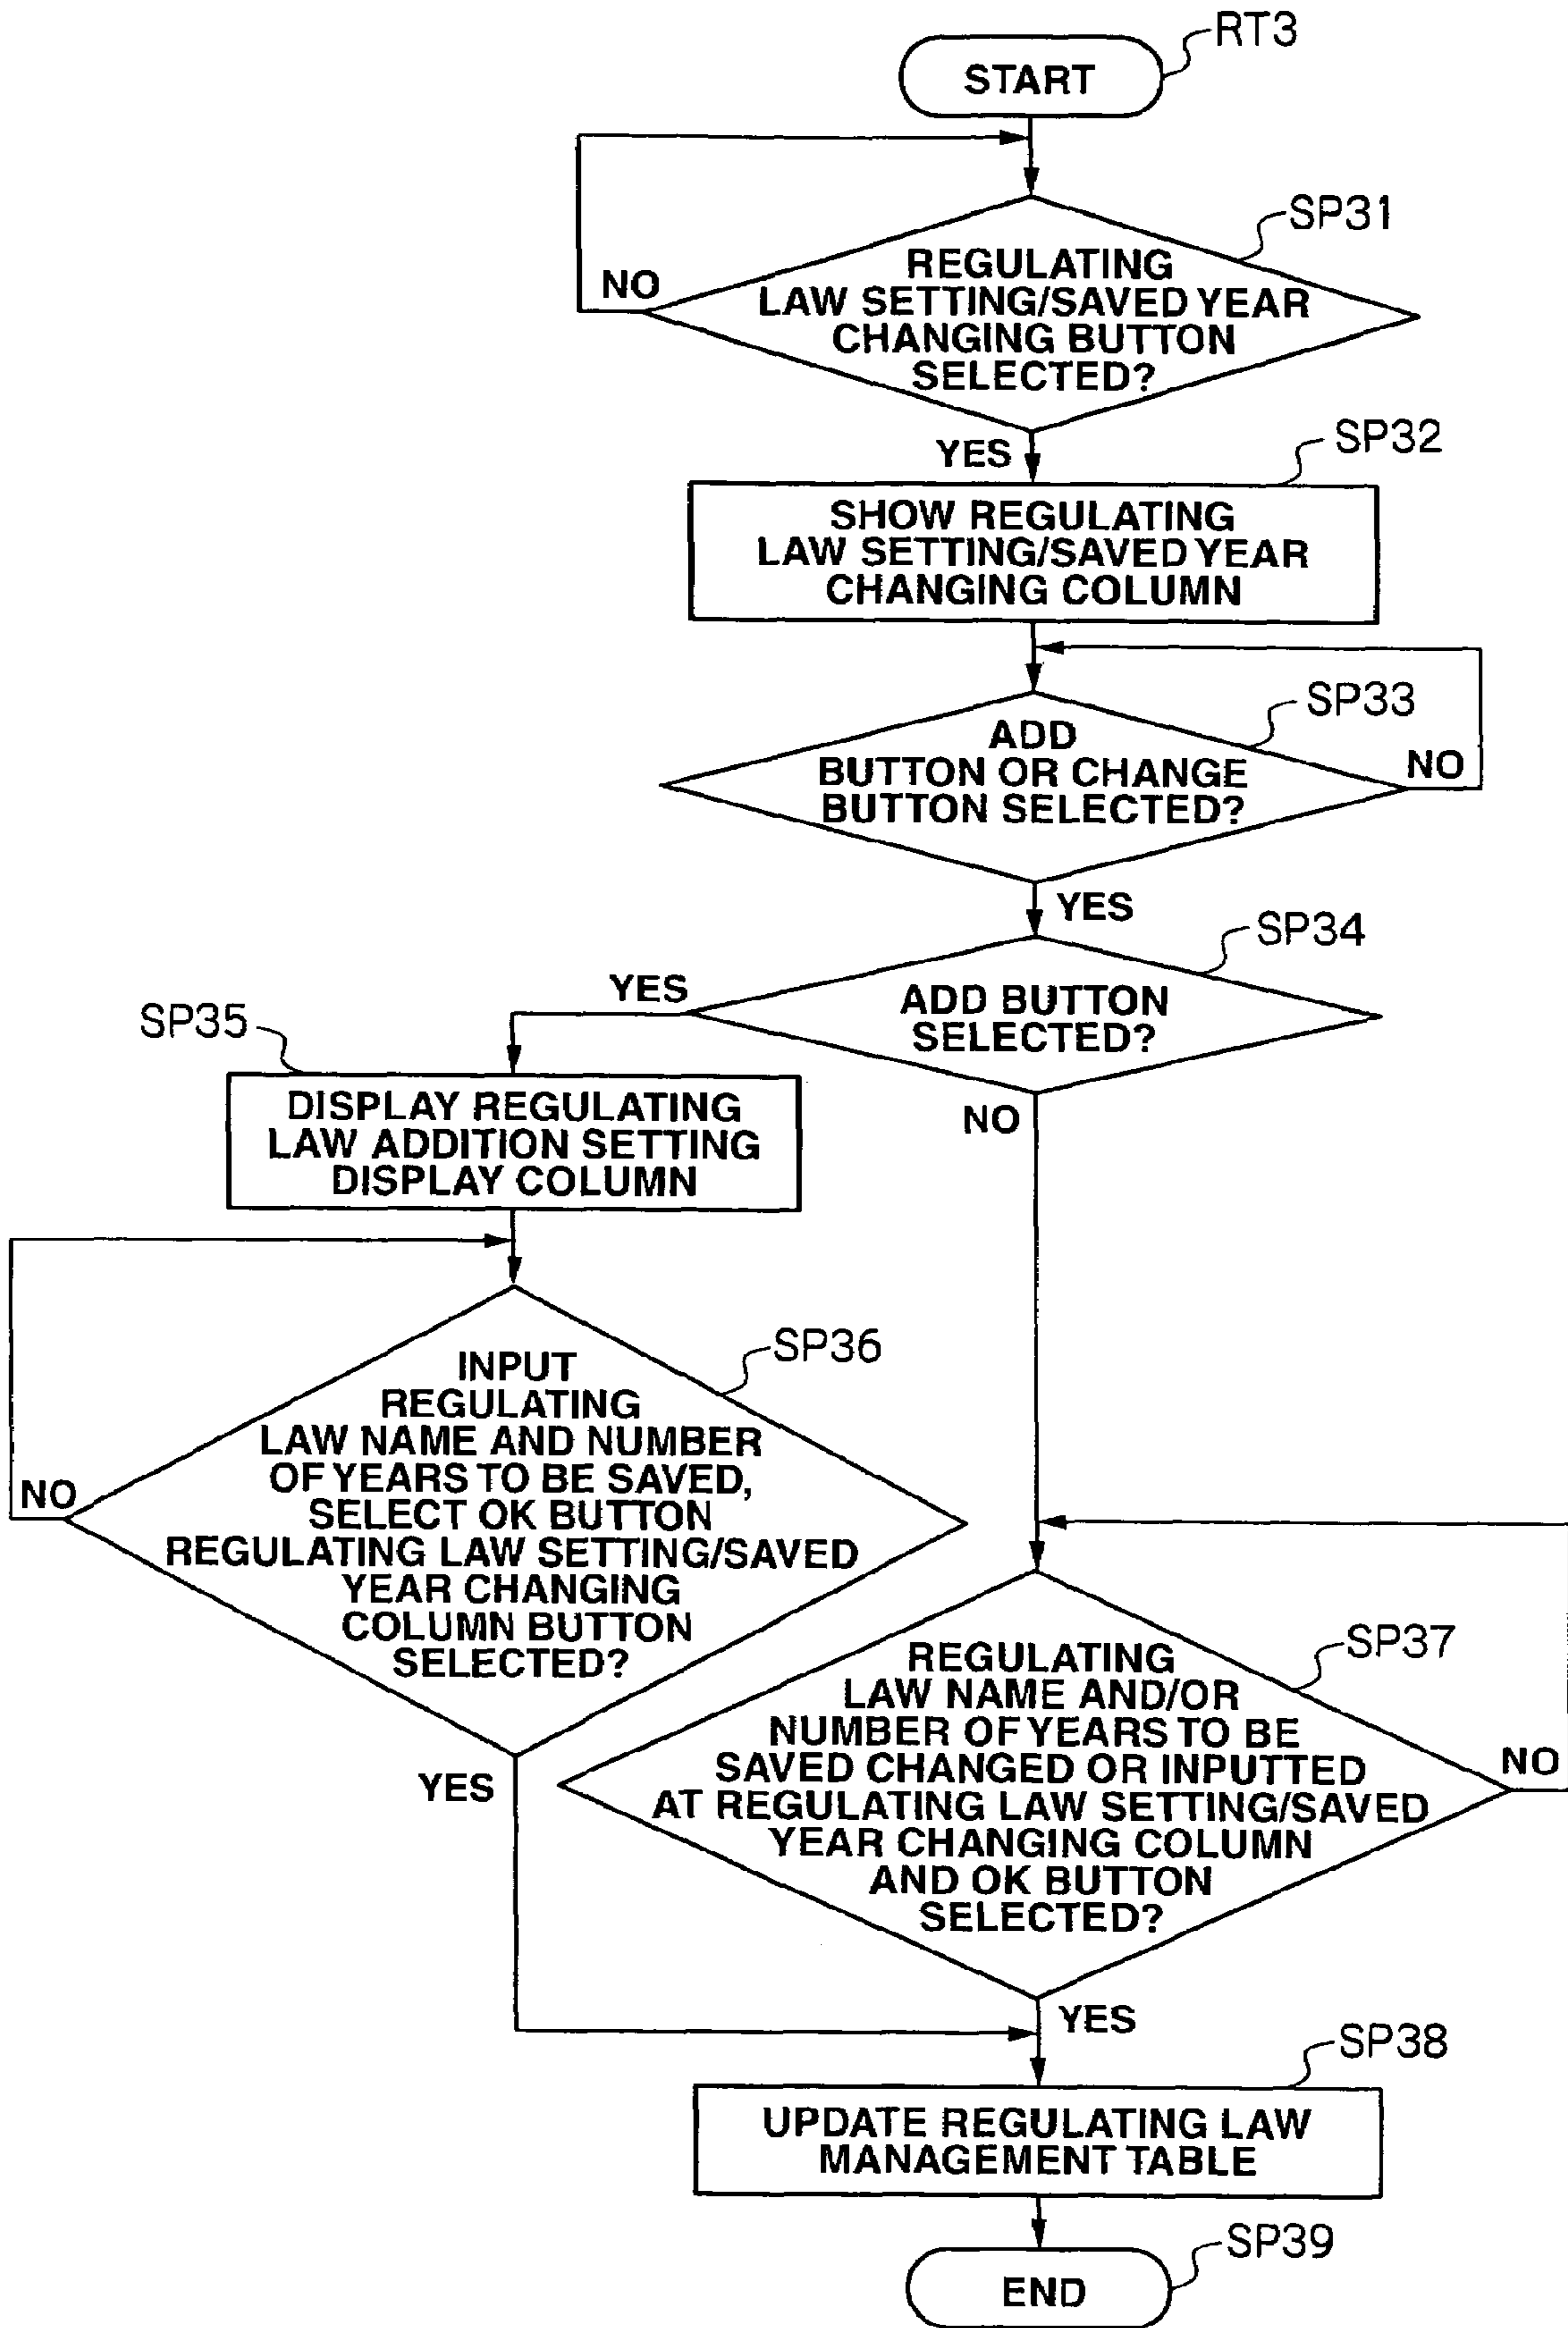 RT3
START
SP31
REGULATING
LAW SETTING/SAVED YEAR
CHANGING BUTTON
SELECTED?
NO
YES
SP32
SHOW REGULATING
LAW SETTING/SAVED YEAR
CHANGING COLUMN
SP33
ADD
BUTTON OR CHANGE
BUTTON SELECTED?
NO
YES
SP34
ADD BUTTON
SELECTED?
YES
NO
SP35
DISPLAY REGULATING
LAW ADDITION SETTING
DISPLAY COLUMN
SP36
INPUT
REGULATING
LAW NAME AND NUMBER
OF YEARS TO BE SAVED,
SELECT OK BUTTON
REGULATING LAW SETTING/SAVED
YEAR CHANGING
COLUMN BUTTON
SELECTED?
NO
YES
SP37
REGULATING
LAW NAME AND/OR
NUMBER OF YEARS TO BE
SAVED CHANGED OR INPUTTED
AT REGULATING LAW SETTING/SAVED
YEAR CHANGING COLUMN
AND OK BUTTON
SELECTED?
NO
YES
SP38
UPDATE REGULATING LAW
MANAGEMENT TABLE
SP39
END